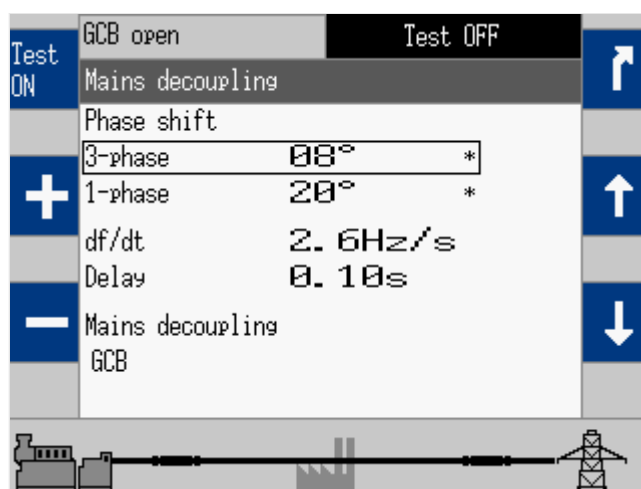 GCB open Test OFF
Test ON
Mains decoupling
Phase shift
3-phase 08° *
1-phase 20° *
df/dt 2.6Hz/s
Delay 0.10s
Mains decoupling
GCB